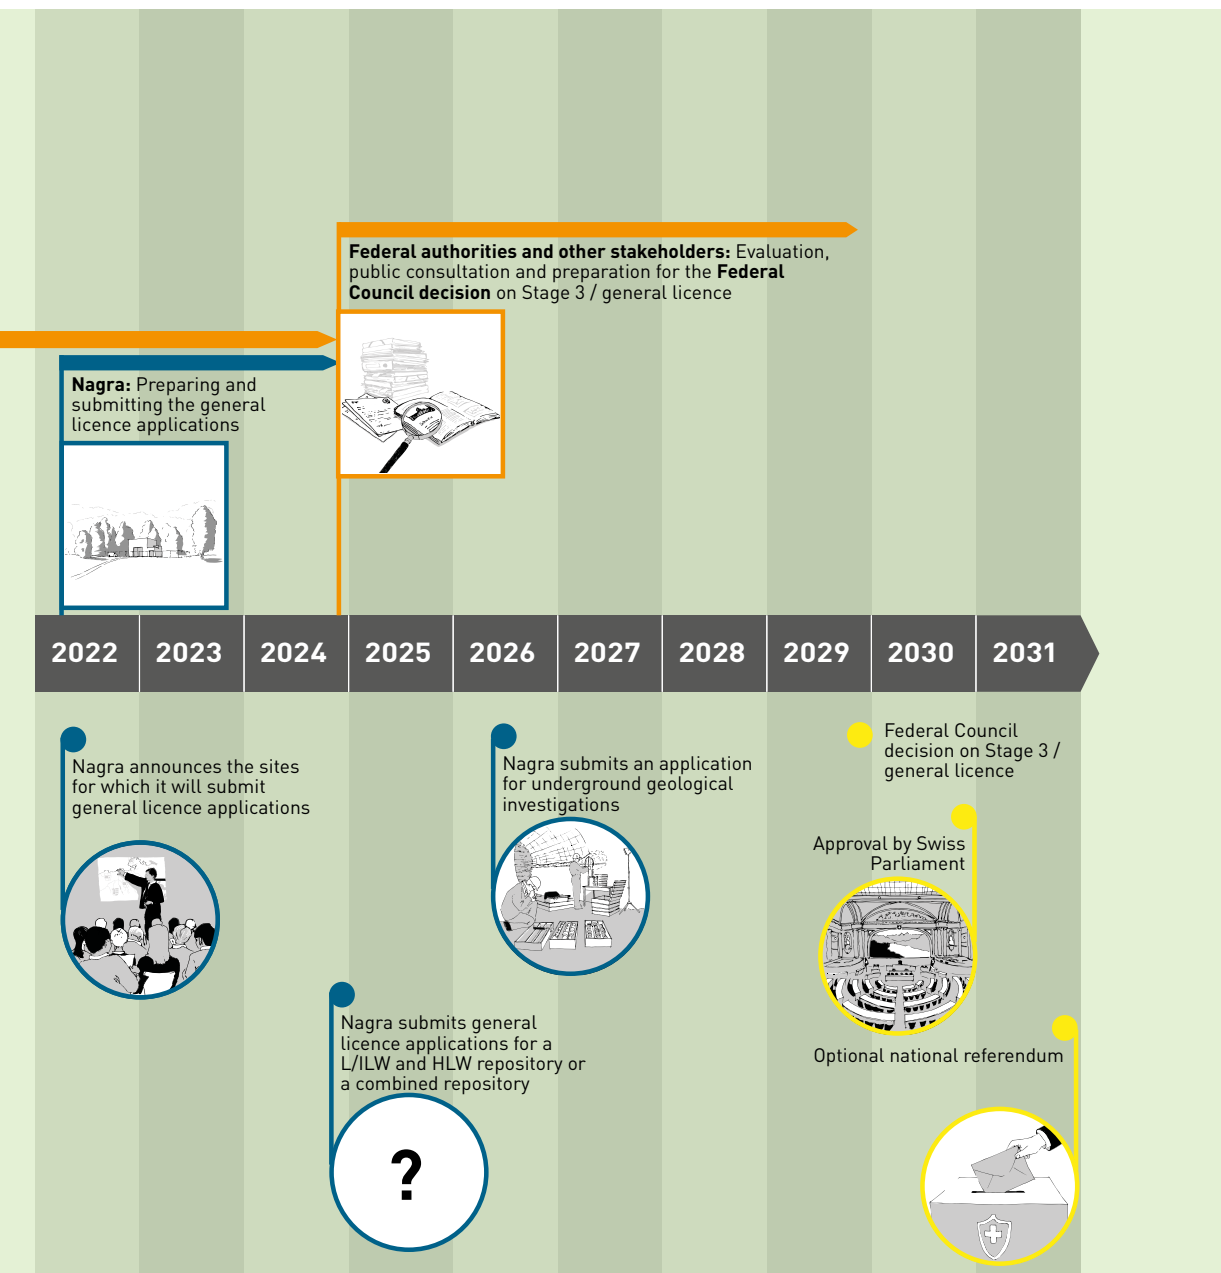 Federal authorities and other stakeholders: Evaluation,
public consultation and preparation for the Federal
Council decision on Stage 3 / general licence
Nagra: Preparing and
submitting the general
licence applications
2022 2023 2024 2025 2026 2027 2028 2029 2030 2031
Nagra announces the sites
for which it will submit
general licence applications
Nagra submits an application
for underground geological
investigations
Federal Council
decision on Stage 3 /
general licence
Approval by Swiss
Parliament
Nagra submits general
licence applications for a
L/ILW and HLW repository or
a combined repository
?
Optional national referendum